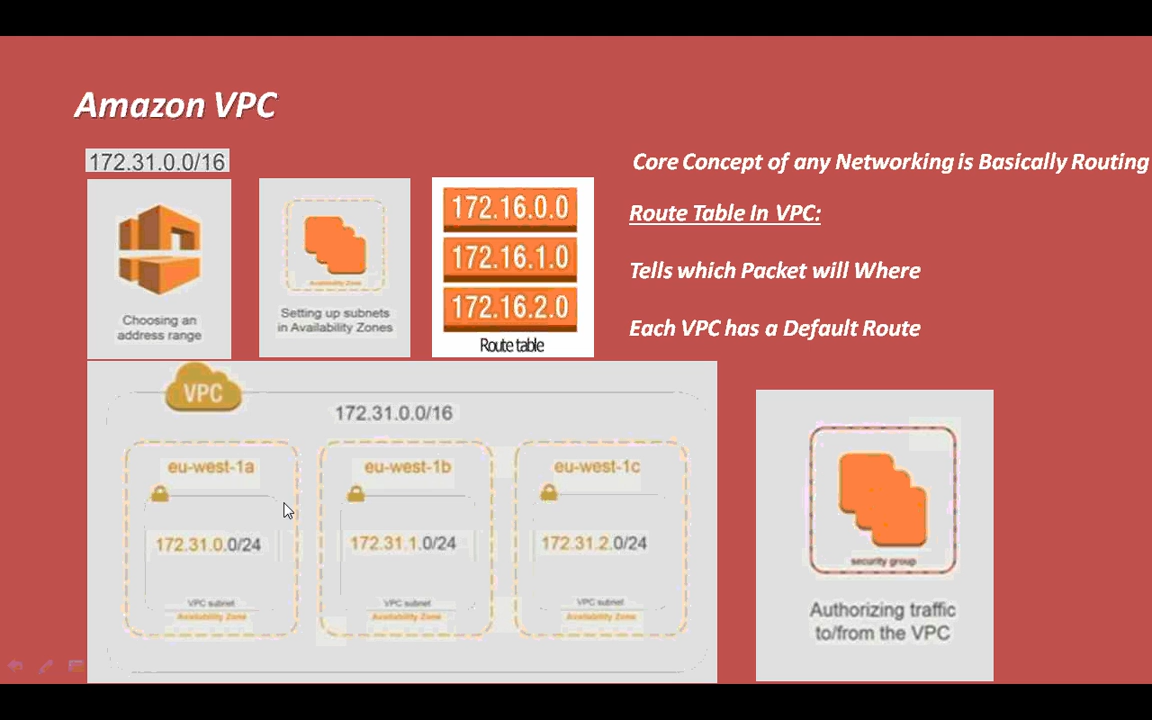 Amazon VPC
172.31.0.0/16
Choosing an
address range
Availability Zone
Setting up subnets
in Availability Zones
172.16.0.0
172.16.1.0
172.16.2.0
Route table
Core Concept of any Networking is Basically Routing
Route Table In VPC:
Tells which Packet will Where
Each VPC has a Default Route
VPC
172.31.0.0/16
eu-west-1a
172.31.0.0/24
VPC subnet
Availability Zone
eu-west-1b
172.31.1.0/24
VPC subnet
Availability Zone
eu-west-1c
172.31.2.0/24
VPC subnet
Availability Zone
security group
Authorizing traffic
to/from the VPC